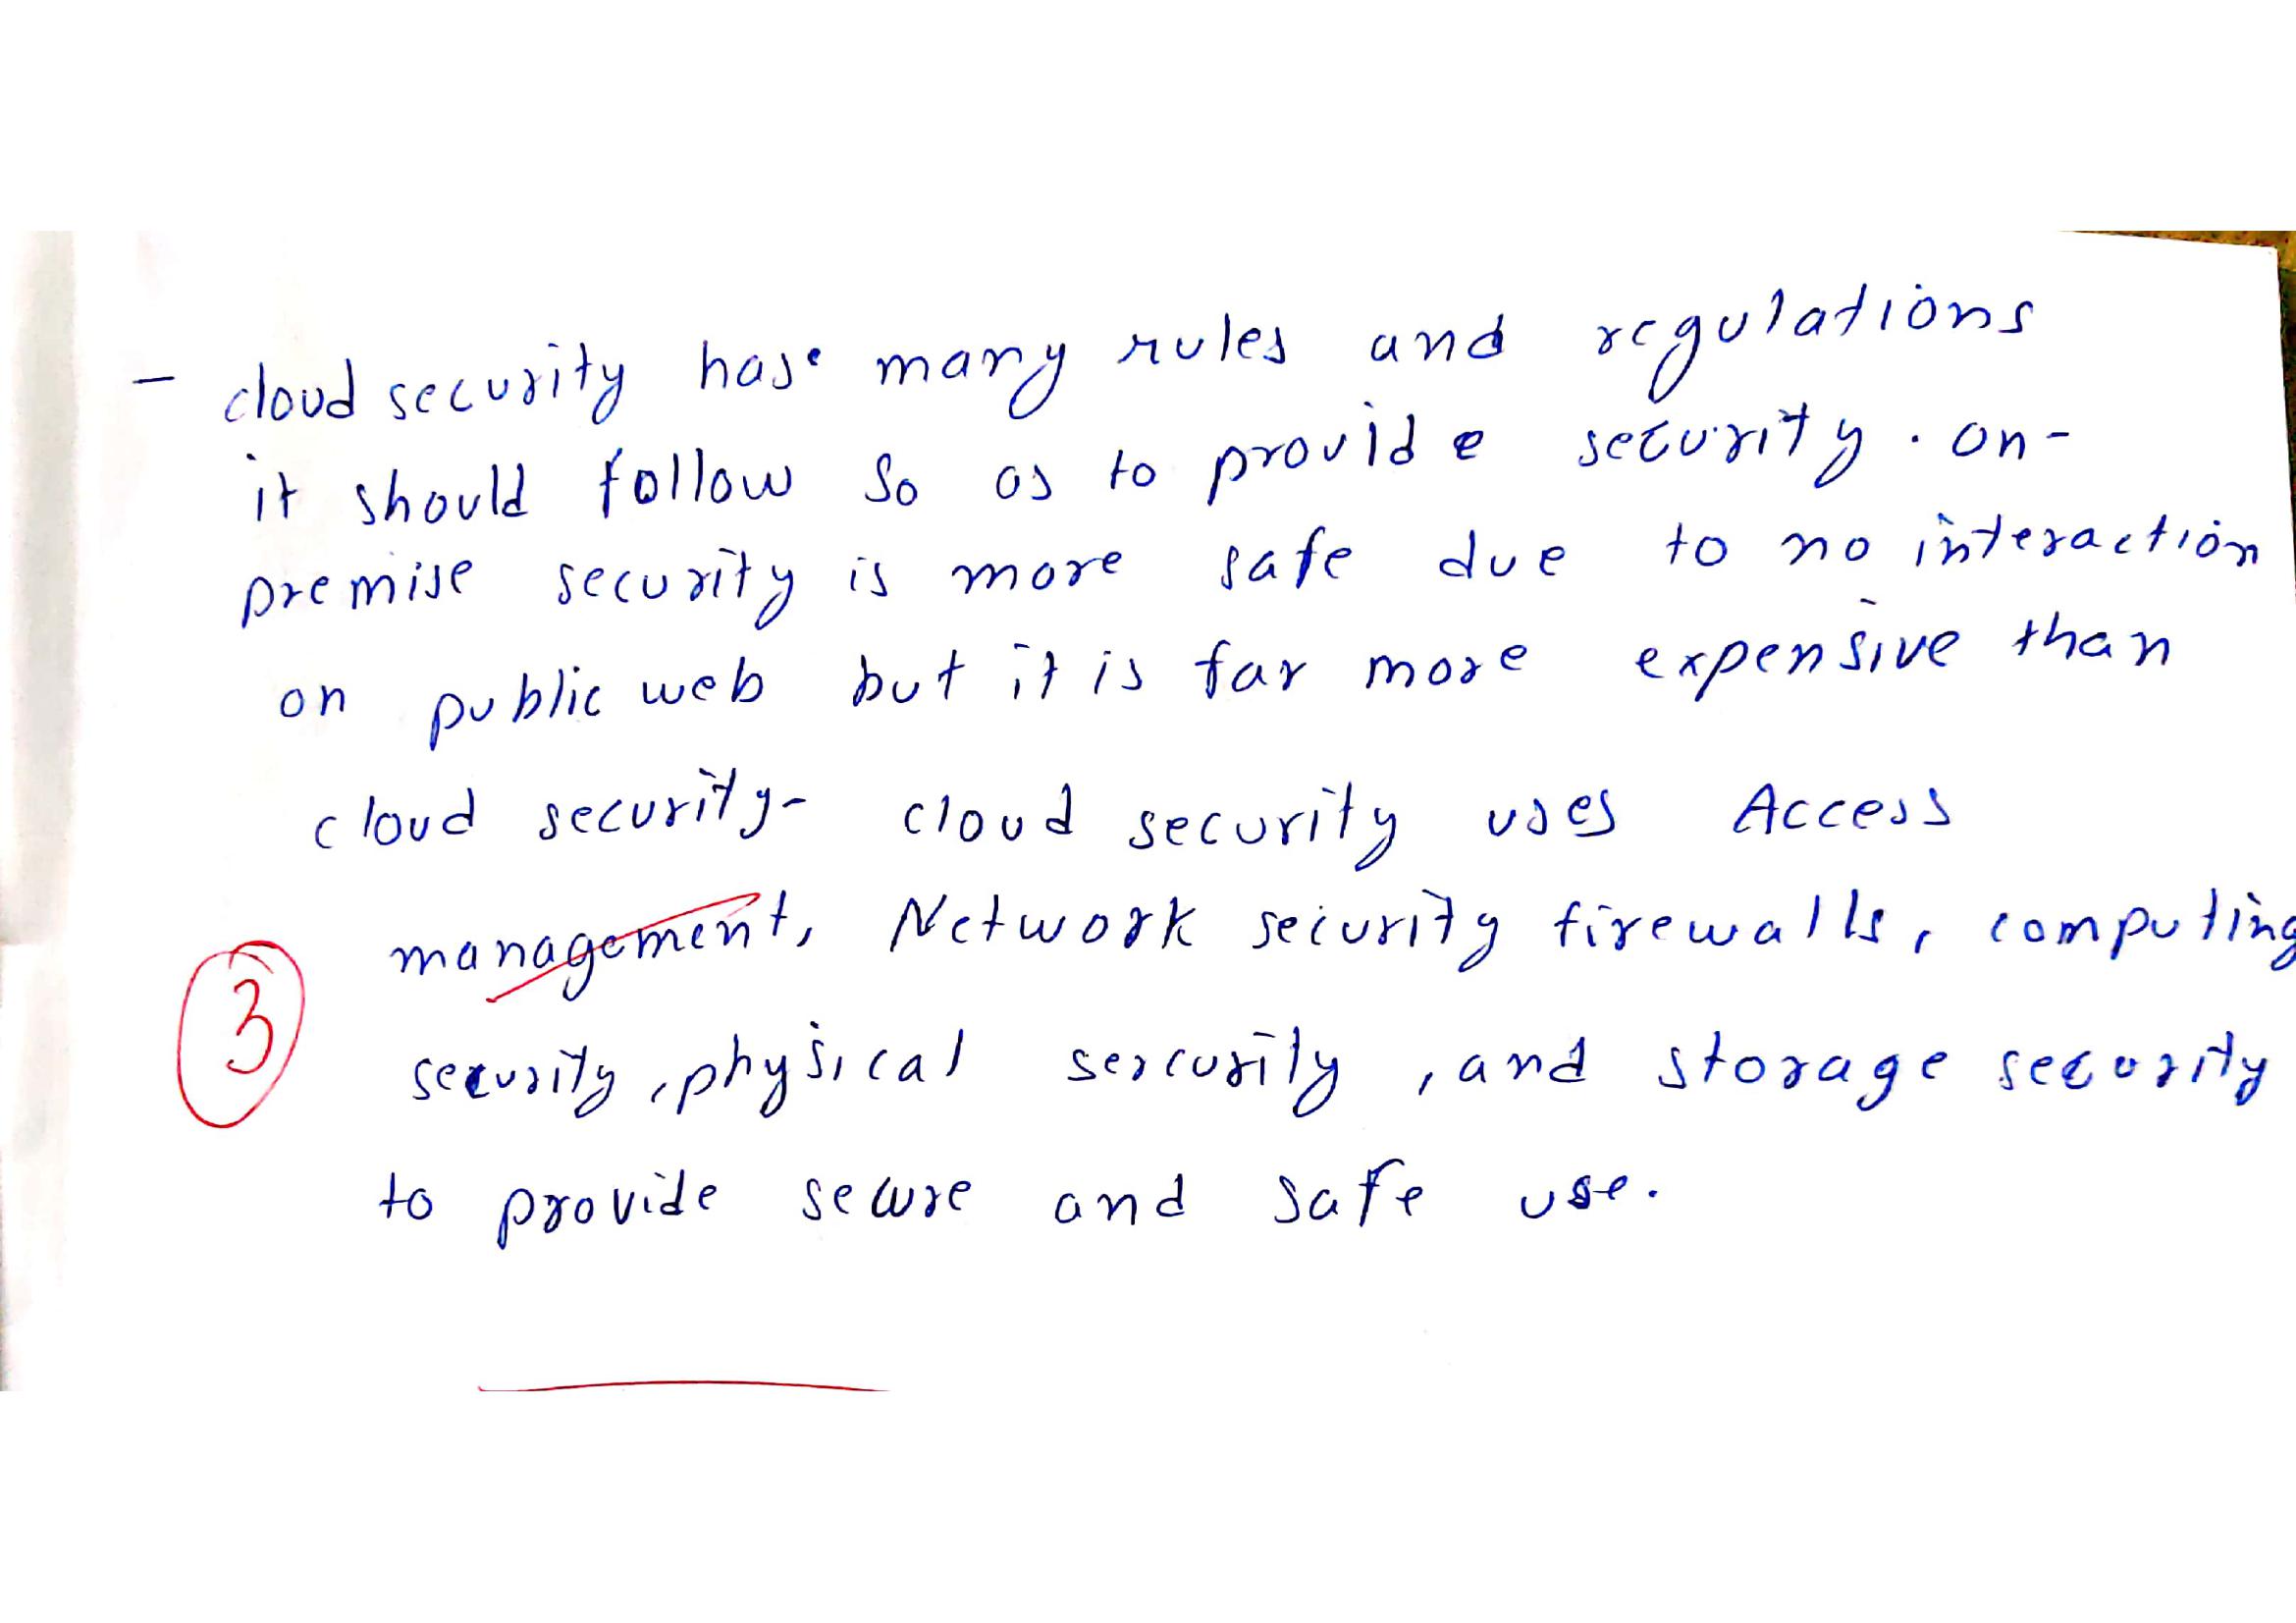 - cloud security has many rules and regulations
it should follow so as to provide security. on-
premise security is more safe due to no interaction
on public web but it is far more expensive than
cloud security- cloud security uses Access
management, Network security firewalls, computing
3
security, physical sercurity, and storage security
to provide secure and safe use.